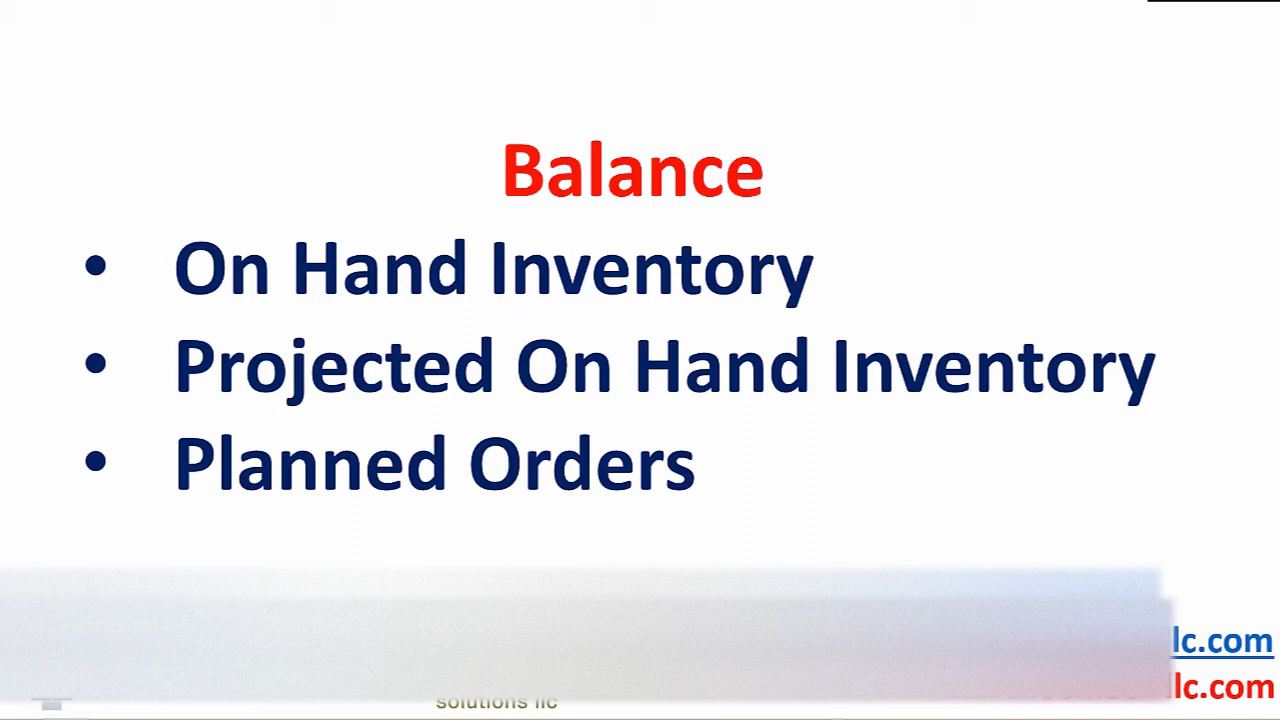 Balance
• On Hand Inventory
• Projected On Hand Inventory
• Planned Orders
lc.com
lc.com
solutions llc